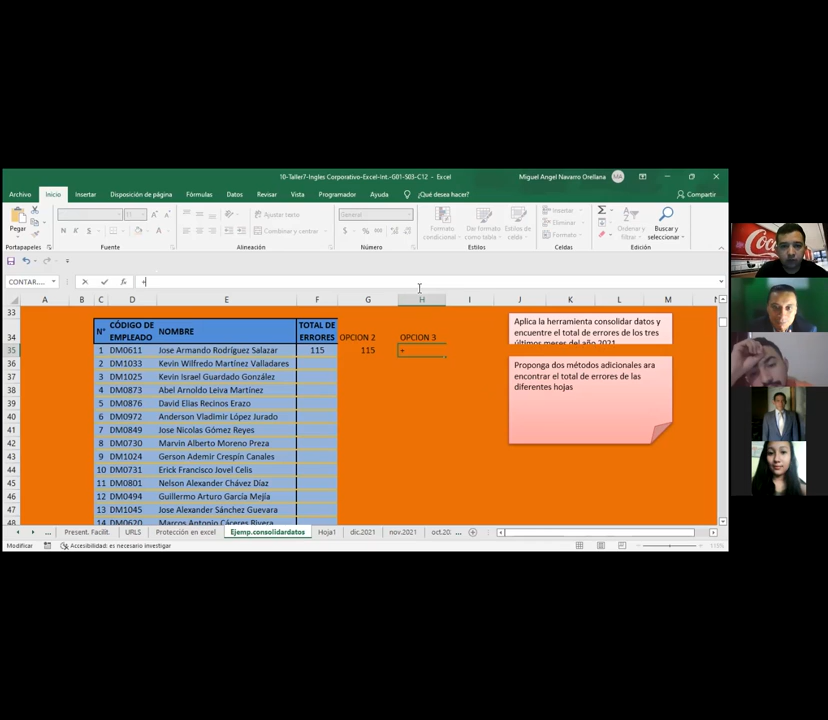 10-Taller7-Ingles Corporativo-Excel-Int.-G01-S03-C12 - Excel
Miguel Angel Navarro Orellana
Archivo Inicio Insertar Disposición de página Fórmulas Datos Revisar Vista Programador Ayuda ¿Qué desea hacer? Compartir
Pegar
Ajustar texto
General
Combinar y centrar
Formato condicional
Dar formato como tabla
Estilos de celda
Insertar
Eliminar
Formato
Ordenar y filtrar
Buscar y seleccionar
Portapapeles Fuente Alineación Número Estilos Celdas Edición
CONTAR.... fx +
A B C D E F G H I J K L M
33
34 N° CÓDIGO DE EMPLEADO NOMBRE TOTAL DE ERRORES OPCION 2 OPCION 3
35 1 DM0611 Jose Armando Rodríguez Salazar 115 115 +
36 2 DM1033 Kevin Wilfredo Martínez Valladares
37 3 DM1025 Kevin Israel Guardado González
38 4 DM0873 Abel Arnoldo Leiva Martínez
39 5 DM0876 David Elias Recinos Erazo
40 6 DM0972 Anderson Vladimir López Jurado
41 7 DM0849 Jose Nicolas Gómez Reyes
42 8 DM0730 Marvin Alberto Moreno Preza
43 9 DM1024 Gerson Ademir Crespín Canales
44 10 DM0731 Erick Francisco Jovel Celis
45 11 DM0801 Nelson Alexander Chávez Díaz
46 12 DM0494 Guillermo Arturo García Mejía
47 13 DM1045 Jose Alexander Sánchez Guevara
48 14 DM0620 Marcos Antonio Cáceres Rivera
Aplica la herramienta consolidar datos y
encuentre el total de errores de los tres
últimos meses del año 2021
Proponga dos métodos adicionales ara
encontrar el total de errores de las
diferentes hojas
... Present. Facilit. URLS Protección en excel Ejemp.consolidardatos Hoja1 dic.2021 nov.2021 oct.20. ...
Modificar Accesibilidad: es necesario investigar